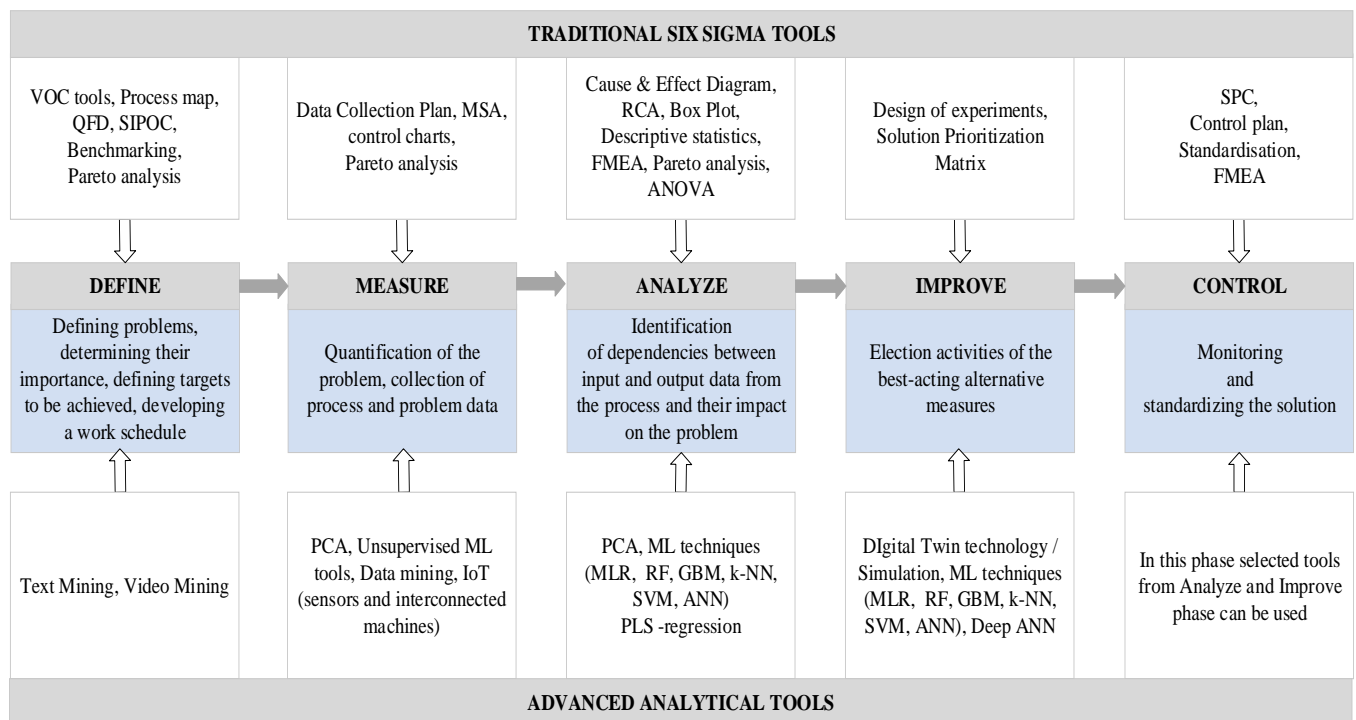 TRADITIONAL SIX SIGMA TOOLS
VOC tools, Process map,
QFD, SIPOC,
Benchmarking,
Pareto analysis
Data Collection Plan, MSA,
control charts,
Pareto analysis
Cause & Effect Diagram,
RCA, Box Plot,
Descriptive statistics,
FMEA, Pareto analysis,
ANOVA
Design of experiments,
Solution Prioritization
Matrix
SPC,
Control plan,
Standardisation,
FMEA
DEFINE
Defining problems,
determining their
importance, defining targets
to be achieved, developing
a work schedule
MEASURE
Quantification of the
problem, collection of
process and problem data
ANALYZE
Identification
of dependencies between
input and output data from
the process and their impact
on the problem
IMPROVE
Election activities of the
best-acting alternative
measures
CONTROL
Monitoring
and
standardizing the solution
Text Mining, Video Mining
PCA, Unsupervised ML
tools, Data mining, IoT
(sensors and interconnected
machines)
PCA, ML techniques
(MLR, RF, GBM, k-NN,
SVM, ANN)
PLS -regression
DIgital Twin technology /
Simulation, ML techniques
(MLR, RF, GBM, k-NN,
SVM, ANN), Deep ANN
In this phase selected tools
from Analyze and Improve
phase can be used
ADVANCED ANALYTICAL TOOLS